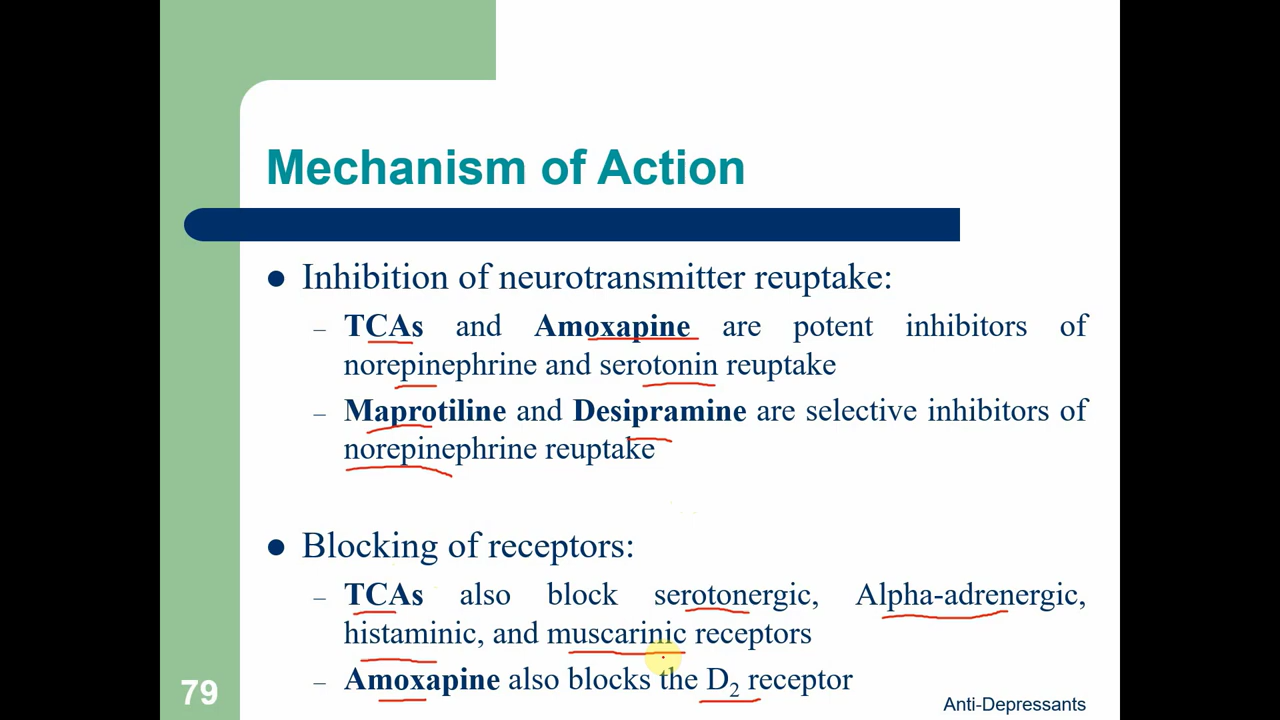 Mechanism of Action
● Inhibition of neurotransmitter reuptake:
– TCAs and Amoxapine are potent inhibitors of
norepinephrine and serotonin reuptake
– Maprotiline and Desipramine are selective inhibitors of
norepinephrine reuptake
● Blocking of receptors:
– TCAs also block serotonergic, Alpha-adrenergic,
histaminic, and muscarinic receptors
– Amoxapine also blocks the D₂ receptor
79
Anti-Depressants